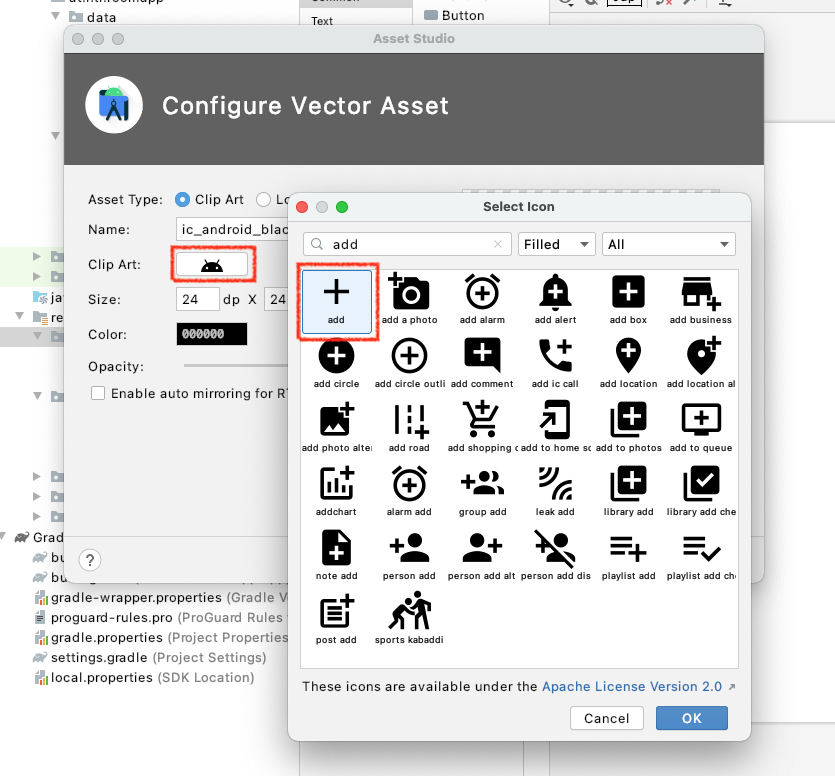 data
Text
Button
Asset Studio
Configure Vector Asset
Asset Type:
Clip Art
Name:
ic_android_blac
Clip Art:
Size:
24
dp
X
24
Color:
000000
Opacity:
Enable auto mirroring for RT
?
Select Icon
add
Filled
All
add
add a photo
add alarm
add alert
add box
add business
add circle
add circle outli
add comment
add ic call
add location
add location al
add photo alter
add road
add shopping c
add to home sc
add to photos
add to queue
addchart
alarm add
group add
leak add
library add
library add che
note add
person add
person add alt
person add dis
playlist add
playlist add che
post add
sports kabaddi
These icons are available under the Apache License Version 2.0
Cancel
OK
gradle-wrapper.properties (Gradle V
proguard-rules.pro (ProGuard Rules
gradle.properties (Project Properties
settings.gradle (Project Settings)
local.properties (SDK Location)